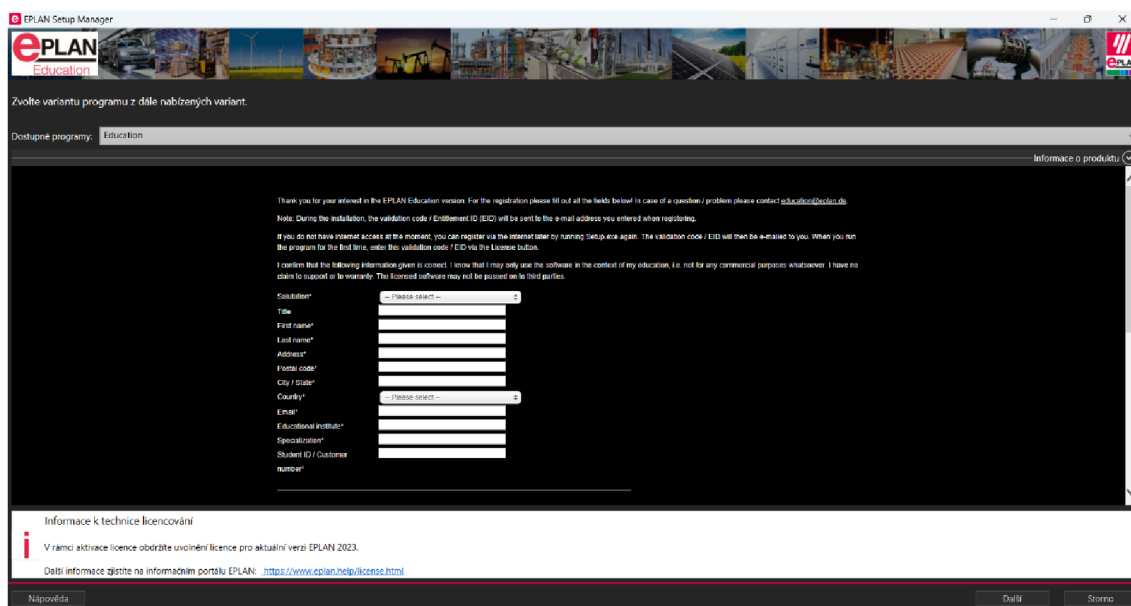 EPLAN Setup Manager
ePLAN
Education
ePLAN
Zvolte variantu programu z dále nabízených variant.
Dostupné programy: Education
Informace o produktu
Thank you for your interest in the EPLAN Education version. For the registration please fill out all the fields below! In case of a question / problem please contact education@eplan.de.
Note: During the installation, the validation code / Entitlement ID (EID) will be sent to the e-mail address you entered when registering.
If you do not have internet access at the moment, you can register via the internet later by running Setup.exe again. The validation code / EID will then be e-mailed to you. When you run
the program for the first time, enter this validation code / EID via the License button.
I confirm that the following information given is correct. I know that I may only use the software in the context of my education, i.e. not for any commercial purposes whatsoever. I have no
claim to support or to warranty. The licensed software may not be passed on to third parties.
Salutation* -- Please select --
Title
First name*
Last name*
Address*
Postal code*
City / State*
Country* -- Please select --
Email*
Educational institute*
Specialization*
Student ID / Customer
number*
Informace k technice licencování
i
V rámci aktivace licence obdržíte uvolnění licence pro aktuální verzi EPLAN 2023.
Další informace zjistíte na informačním portálu EPLAN: https://www.eplan.help/license.html
Nápověda Další Storno